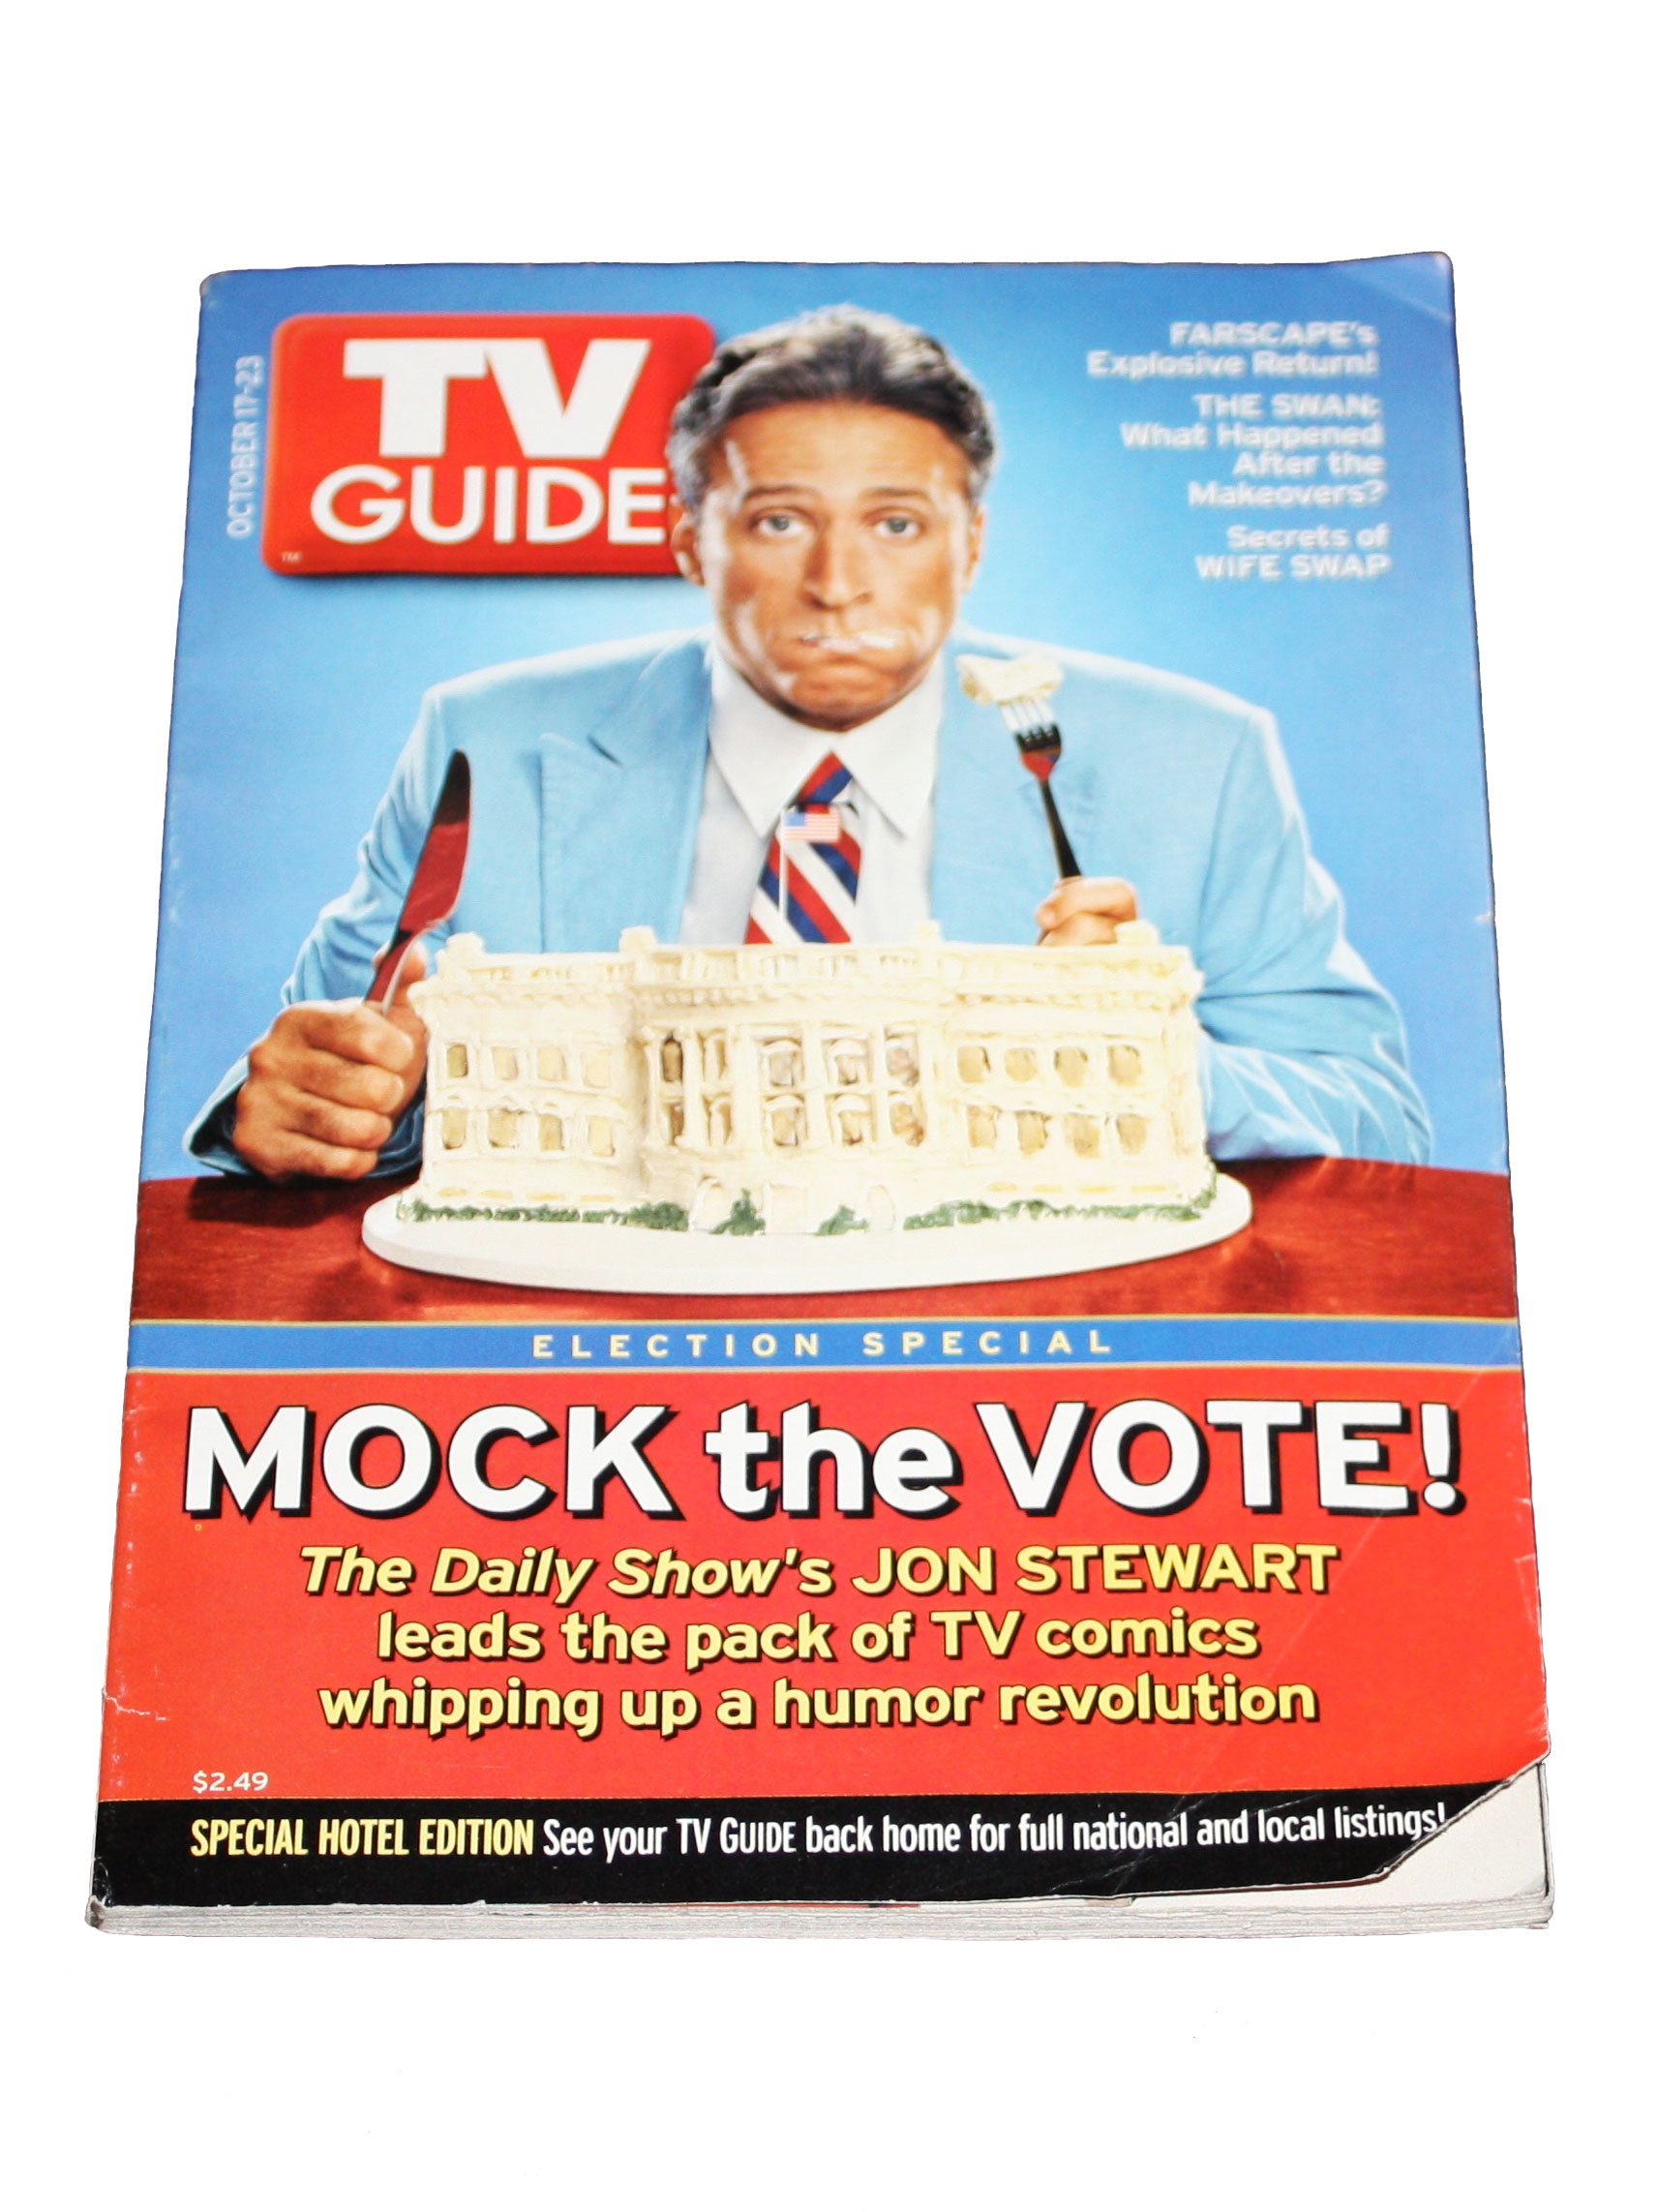 OCTOBER 17-23
TV
GUIDE
TM
FARSCAPE's
Explosive Return!
THE SWAN:
What Happened
After the
Makeovers?
Secrets of
WIFE SWAP
ELECTION SPECIAL
MOCK the VOTE!
The Daily Show's JON STEWART
leads the pack of TV comics
whipping up a humor revolution
$2.49
SPECIAL HOTEL EDITION See your TV GUIDE back home for full national and local listings!